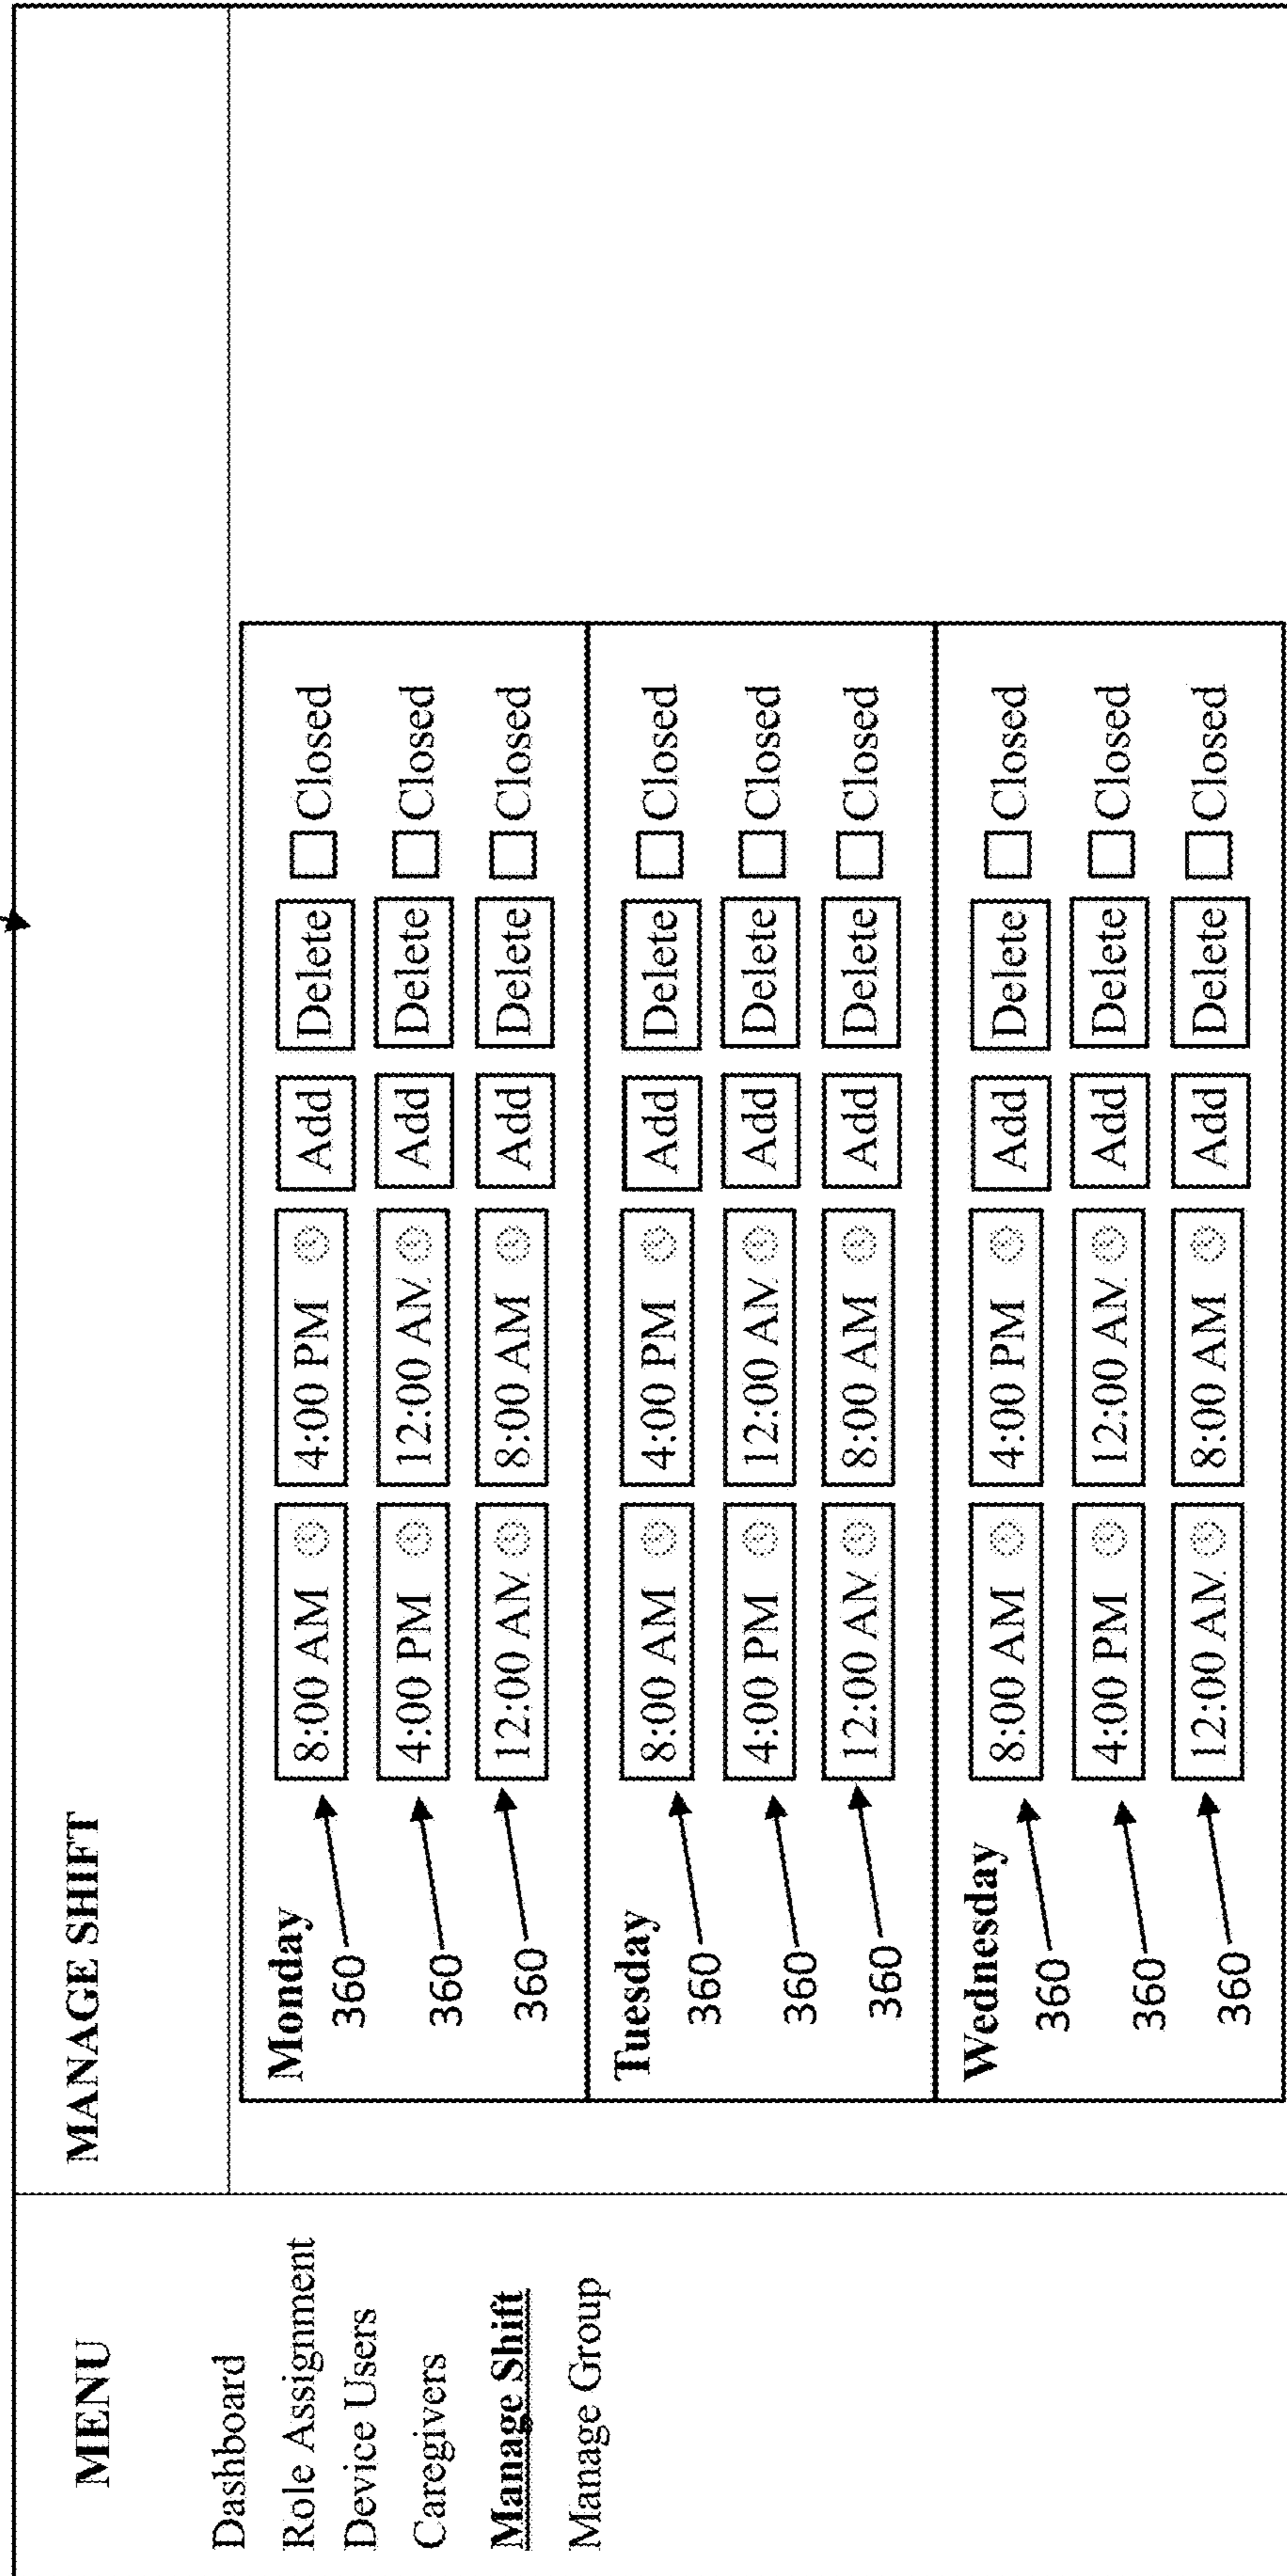 MENU
Dashboard
Role Assignment
Device Users
Caregivers
Manage Shift
Manage Group
MANAGE SHIFT
Monday
360 8:00 AM 4:00 PM Add Delete Closed
360 4:00 PM 12:00 AM Add Delete Closed
360 12:00 AM 8:00 AM Add Delete Closed
Tuesday
360 8:00 AM 4:00 PM Add Delete Closed
360 4:00 PM 12:00 AM Add Delete Closed
360 12:00 AM 8:00 AM Add Delete Closed
Wednesday
360 8:00 AM 4:00 PM Add Delete Closed
360 4:00 PM 12:00 AM Add Delete Closed
360 12:00 AM 8:00 AM Add Delete Closed